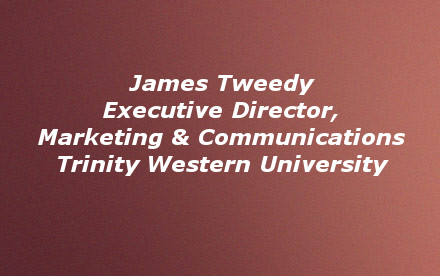 James Tweedy
Executive Director,
Marketing & Communications
Trinity Western University